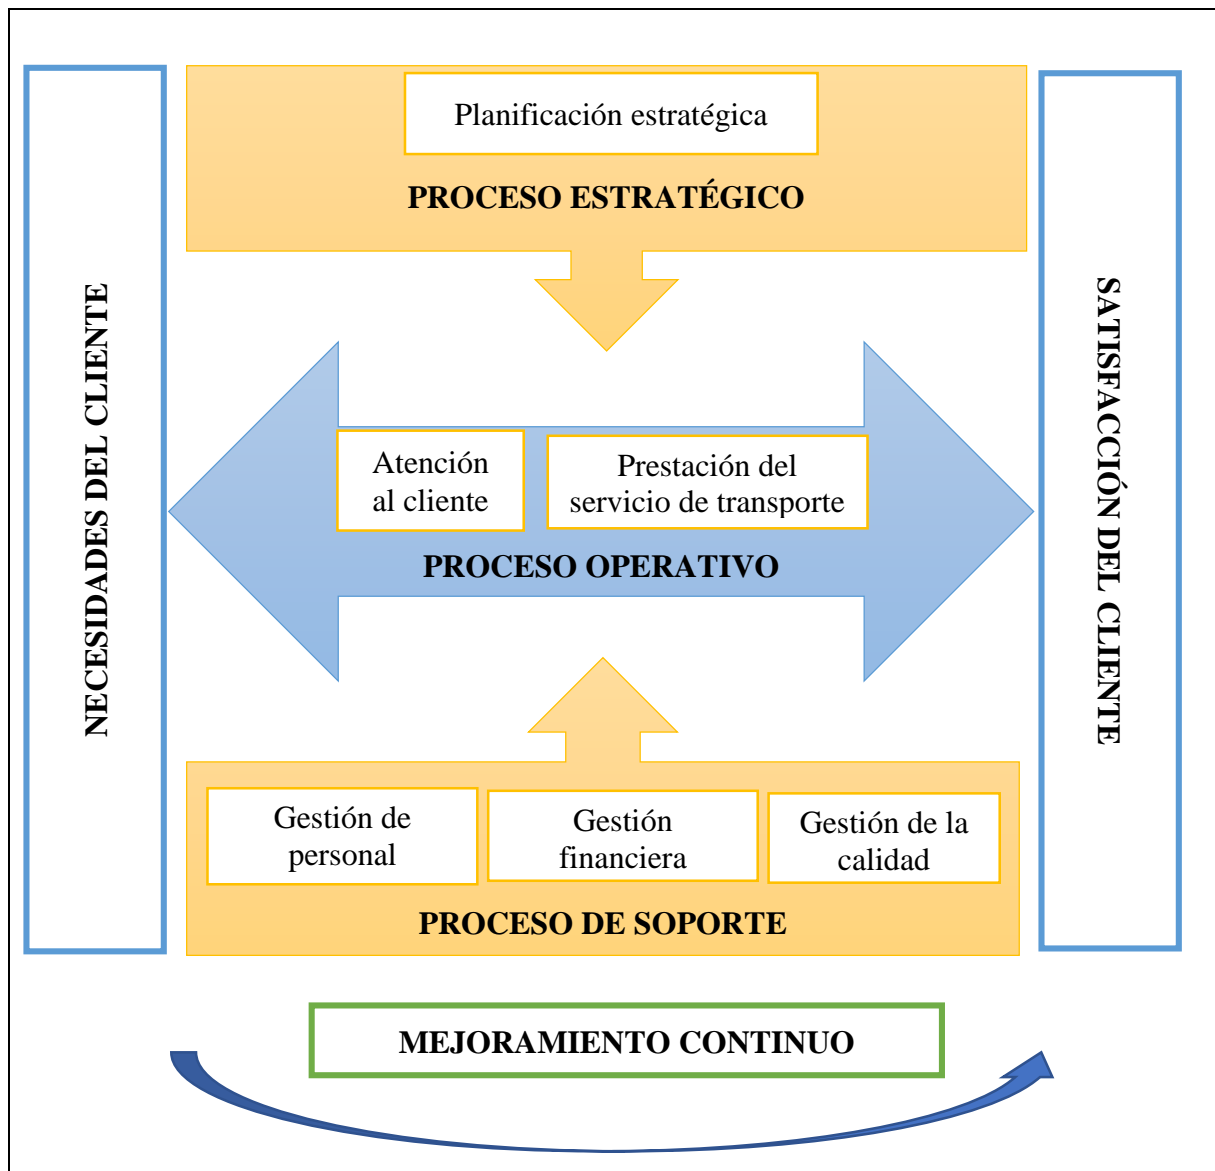 Planificación estratégica
PROCESO ESTRATÉGICO
NECESIDADES DEL CLIENTE
SATISFACCIÓN DEL CLIENTE
Atención
al cliente
Prestación del
servicio de transporte
PROCESO OPERATIVO
Gestión de
personal
Gestión
financiera
Gestión de la
calidad
PROCESO DE SOPORTE
MEJORAMIENTO CONTINUO